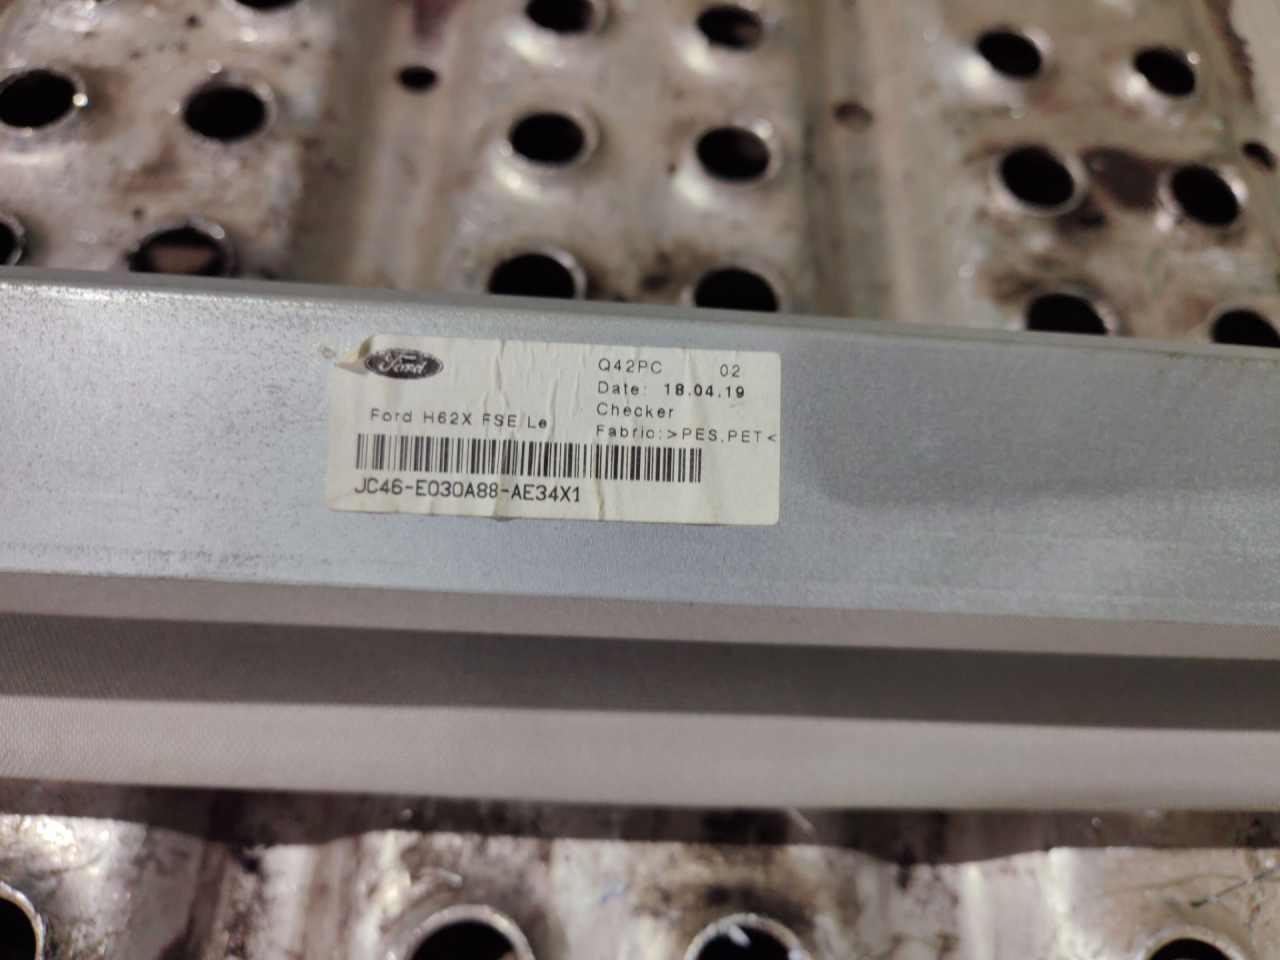 Ford
Q42PC 02
Date: 18.04.19
Checker
Ford H62X FSE Le
Fabric:>PES,PET<
JC46-E030A88-AE34X1